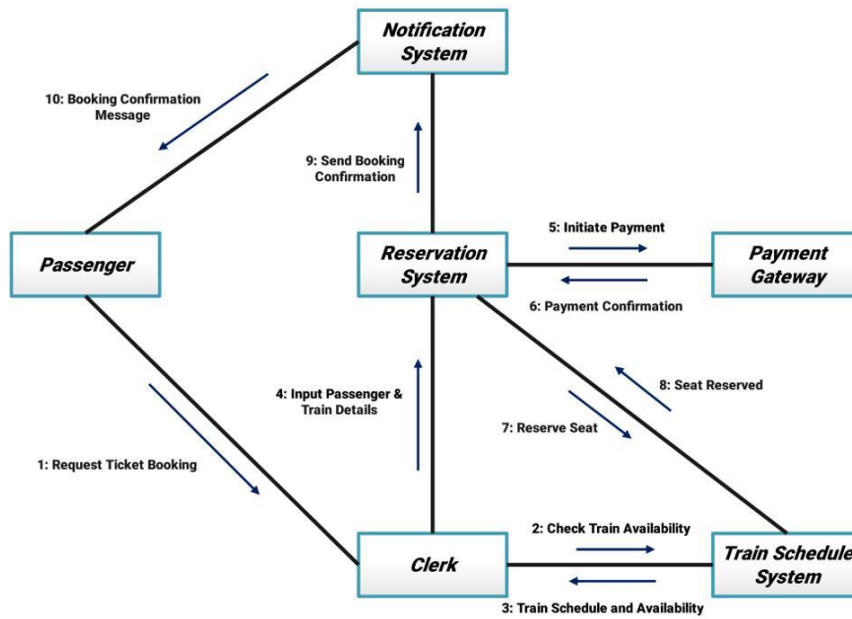 Notification
System
10: Booking Confirmation
Message
9: Send Booking
Confirmation
5: Initiate Payment
Passenger
Reservation
System
Payment
Gateway
6: Payment Confirmation
8: Seat Reserved
4: Input Passenger &
Train Details
7: Reserve Seat
1: Request Ticket Booking
2: Check Train Availability
Clerk
Train Schedule
System
3: Train Schedule and Availability